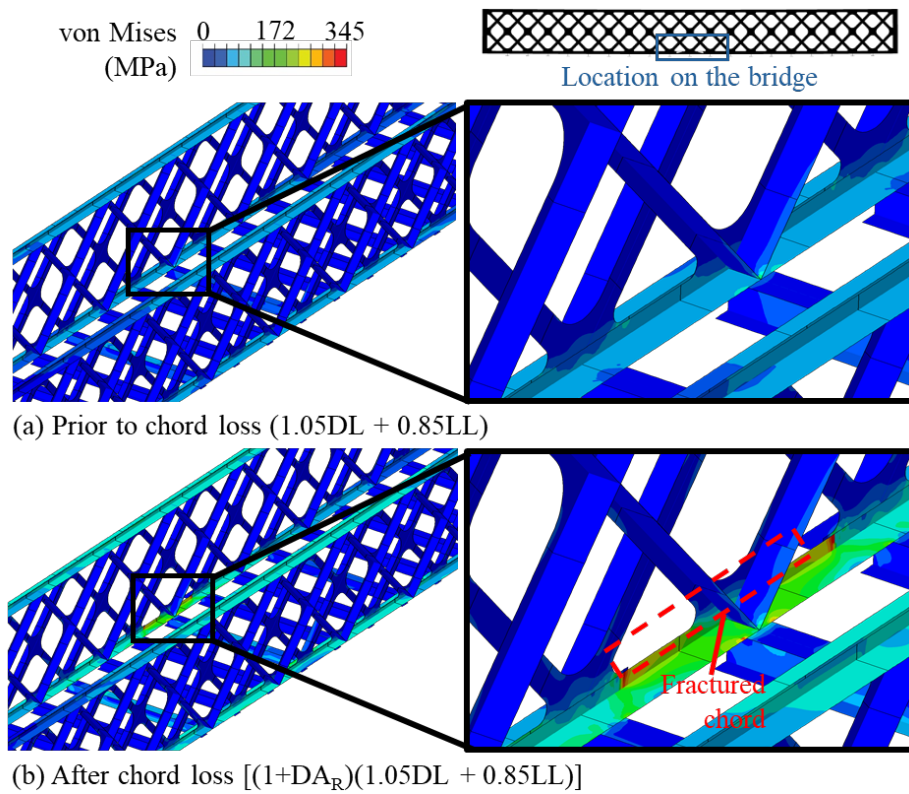 von Mises
(MPa)
0 172 345
Location on the bridge
(a) Prior to chord loss (1.05DL + 0.85LL)
Fractured
chord
(b) After chord loss [(1+DA_R)(1.05DL + 0.85LL)]